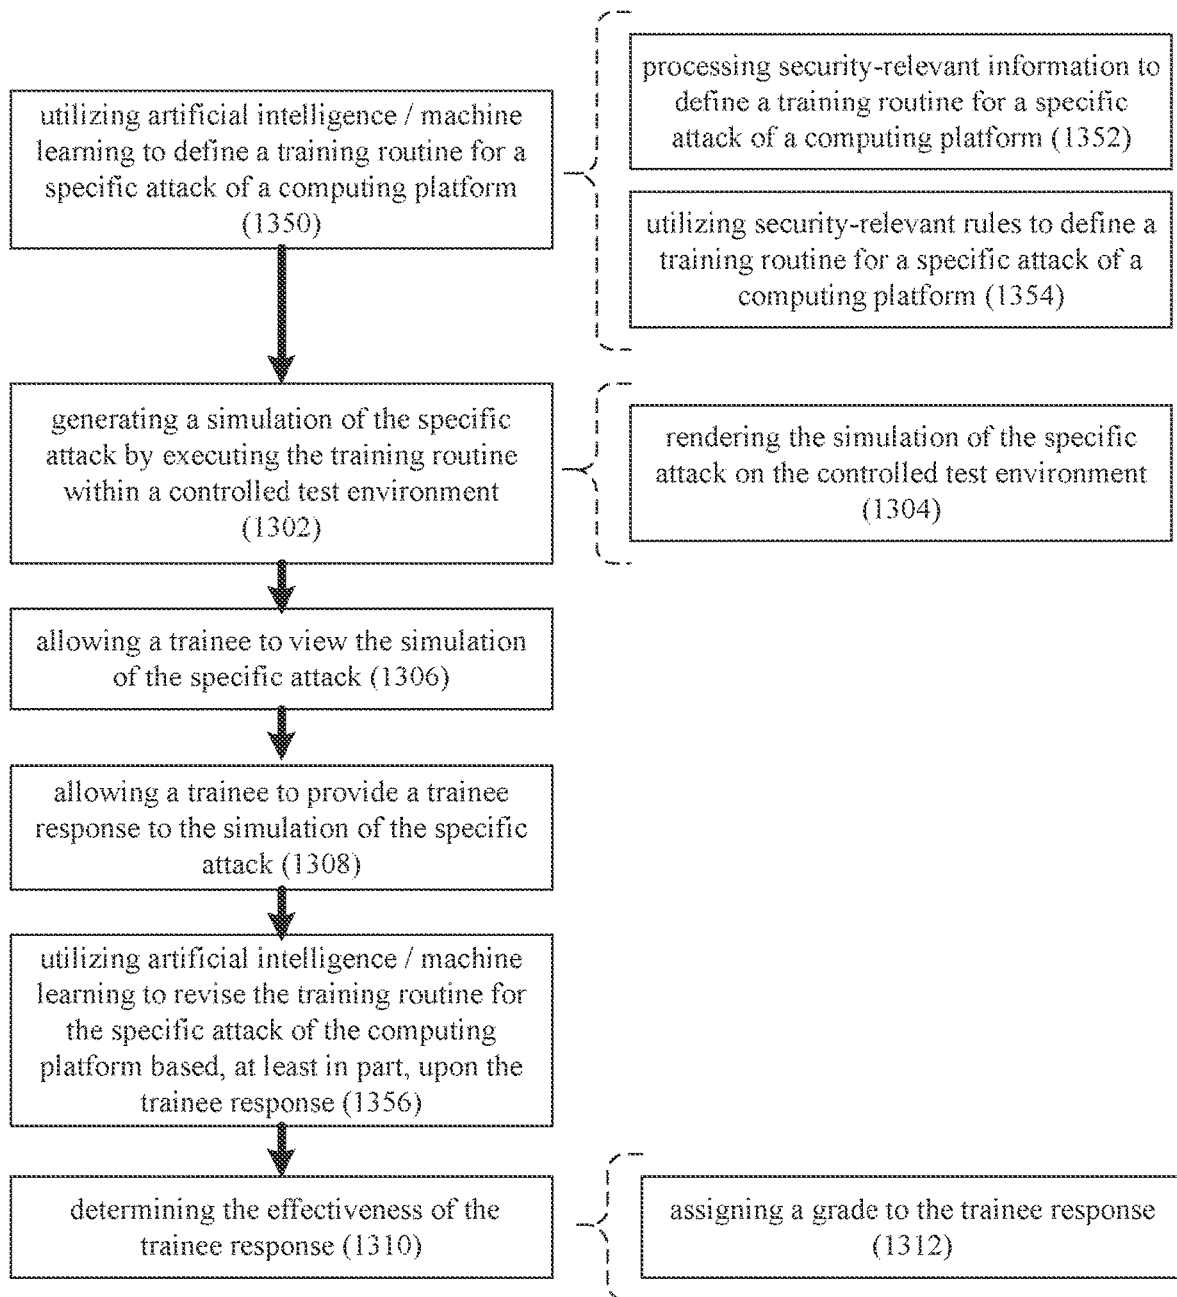 utilizing artificial intelligence / machine
learning to define a training routine for a
specific attack of a computing platform
(1350)
processing security-relevant information to
define a training routine for a specific
attack of a computing platform (1352)
utilizing security-relevant rules to define a
training routine for a specific attack of a
computing platform (1354)
generating a simulation of the specific
attack by executing the training routine
within a controlled test environment
(1302)
rendering the simulation of the specific
attack on the controlled test environment
(1304)
allowing a trainee to view the simulation
of the specific attack (1306)
allowing a trainee to provide a trainee
response to the simulation of the specific
attack (1308)
utilizing artificial intelligence / machine
learning to revise the training routine for
the specific attack of the computing
platform based, at least in part, upon the
trainee response (1356)
determining the effectiveness of the
trainee response (1310)
assigning a grade to the trainee response
(1312)